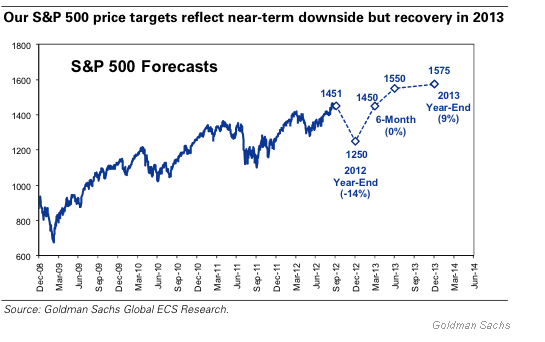 Our S&P 500 price targets reflect near-term downside but recovery in 2013
S&P 500 Forecasts
1800
1600
1400
1200
1000
800
600
1451
1250
2012
Year-End
(-14%)
1450
6-Month
(0%)
1550
1575
2013
Year-End
(9%)
Dec-08
Mar-09
Jun-09
Sep-09
Dec-09
Mar-10
Jun-10
Sep-10
Dec-10
Mar-11
Jun-11
Sep-11
Dec-11
Mar-12
Jun-12
Sep-12
Dec-12
Mar-13
Jun-13
Sep-13
Dec-13
Mar-14
Jun-14
Source: Goldman Sachs Global ECS Research.
Goldman Sachs